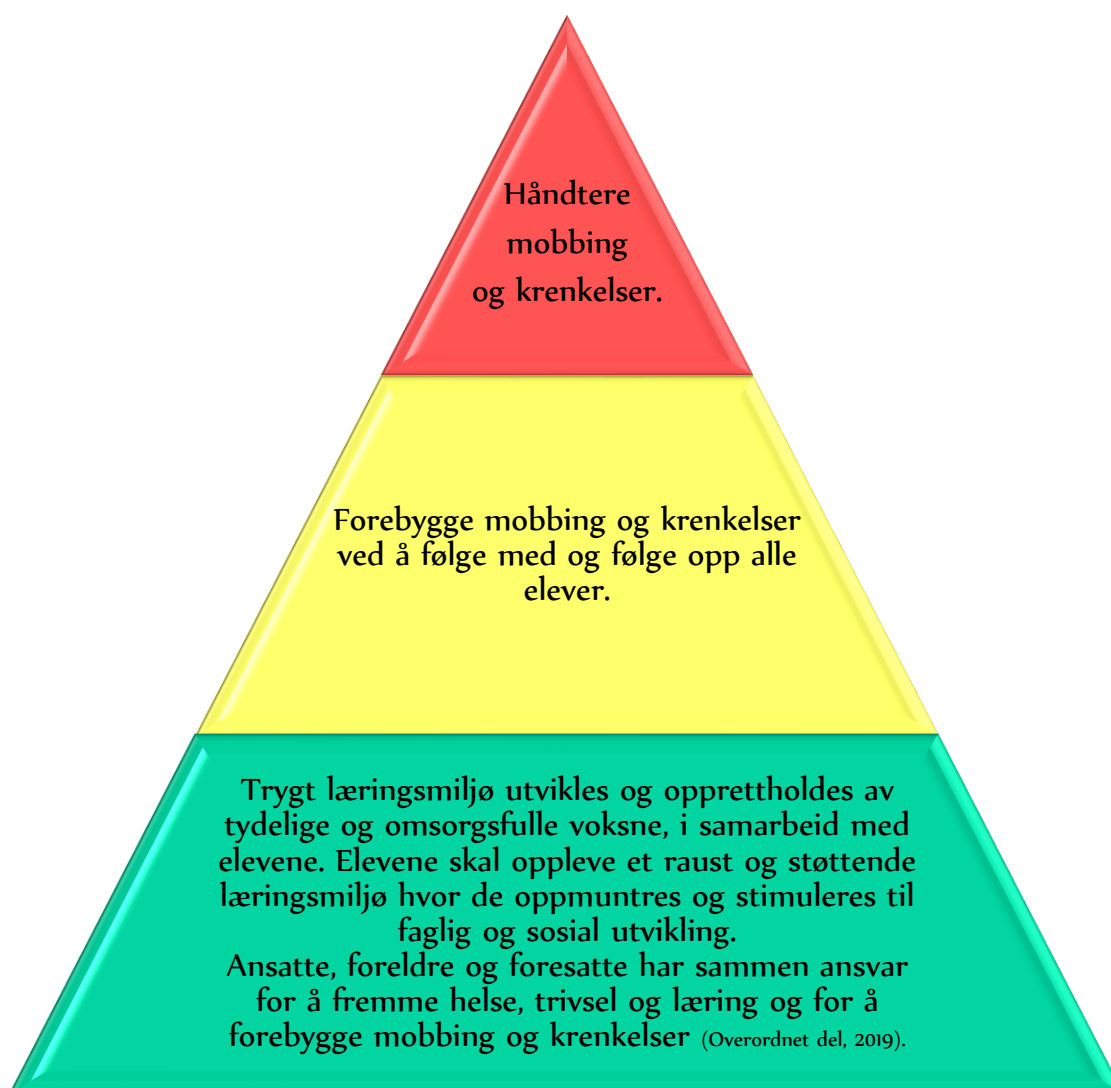 Håndtere
mobbing
og krenkelser.
Forebygge mobbing og krenkelser
ved å følge med og følge opp alle
elever.
Trygt læringsmiljø utvikles og opprettholdes av
tydelige og omsorgsfulle voksne, i samarbeid med
elevene. Elevene skal oppleve et raust og støttende
læringsmiljø hvor de oppmuntres og stimuleres til
faglig og sosial utvikling.
Ansatte, foreldre og foresatte har sammen ansvar
for å fremme helse, trivsel og læring og for å
forebygge mobbing og krenkelser (Overordnet del, 2019).